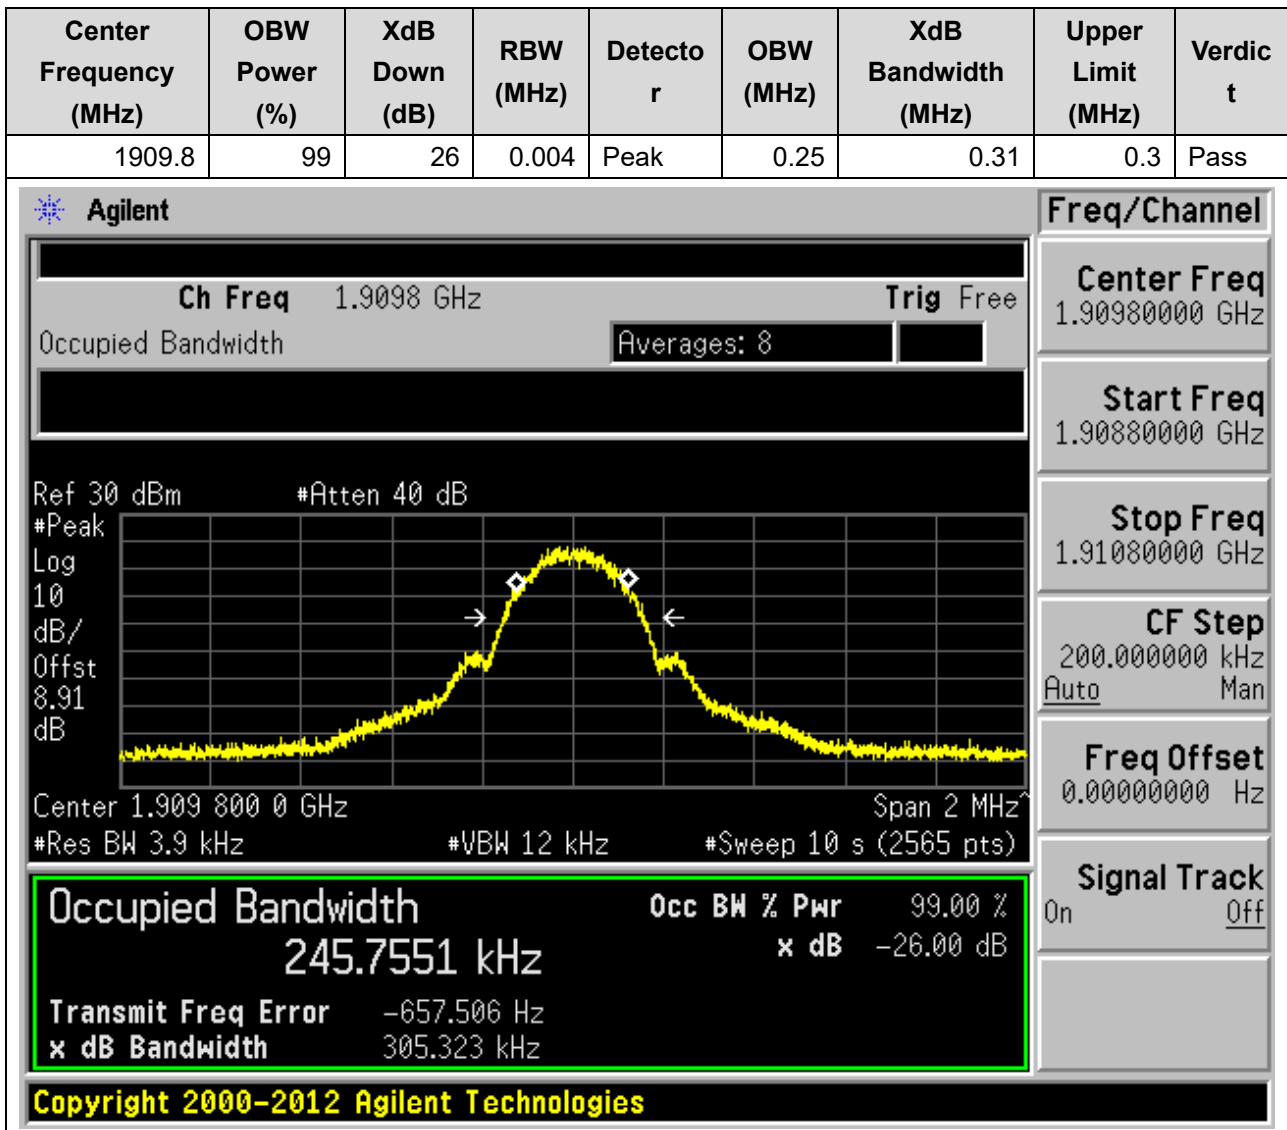 Center Frequency (MHz) OBW Power (%) XdB Down (dB) RBW (MHz) Detecto r OBW (MHz) XdB Bandwidth (MHz) Upper Limit (MHz) Verdic t
1909.8 99 26 0.004 Peak 0.25 0.31 0.3 Pass
Agilent
Freq/Channel
Ch Freq 1.9098 GHz Trig Free
Occupied Bandwidth Averages: 8
Ref 30 dBm #Atten 40 dB
#Peak
Log
10
dB/
Offst
8.91
dB
Center 1.909 800 0 GHz Span 2 MHz^
#Res BW 3.9 kHz #VBW 12 kHz #Sweep 10 s (2565 pts)
Occupied Bandwidth Occ BW % Pwr 99.00 %
245.7551 kHz x dB -26.00 dB
Transmit Freq Error -657.506 Hz
x dB Bandwidth 305.323 kHz
Center Freq
1.90980000 GHz
Start Freq
1.90880000 GHz
Stop Freq
1.91080000 GHz
CF Step
200.000000 kHz
Auto Man
Freq Offset
0.00000000 Hz
Signal Track
On Off
Copyright 2000-2012 Agilent Technologies